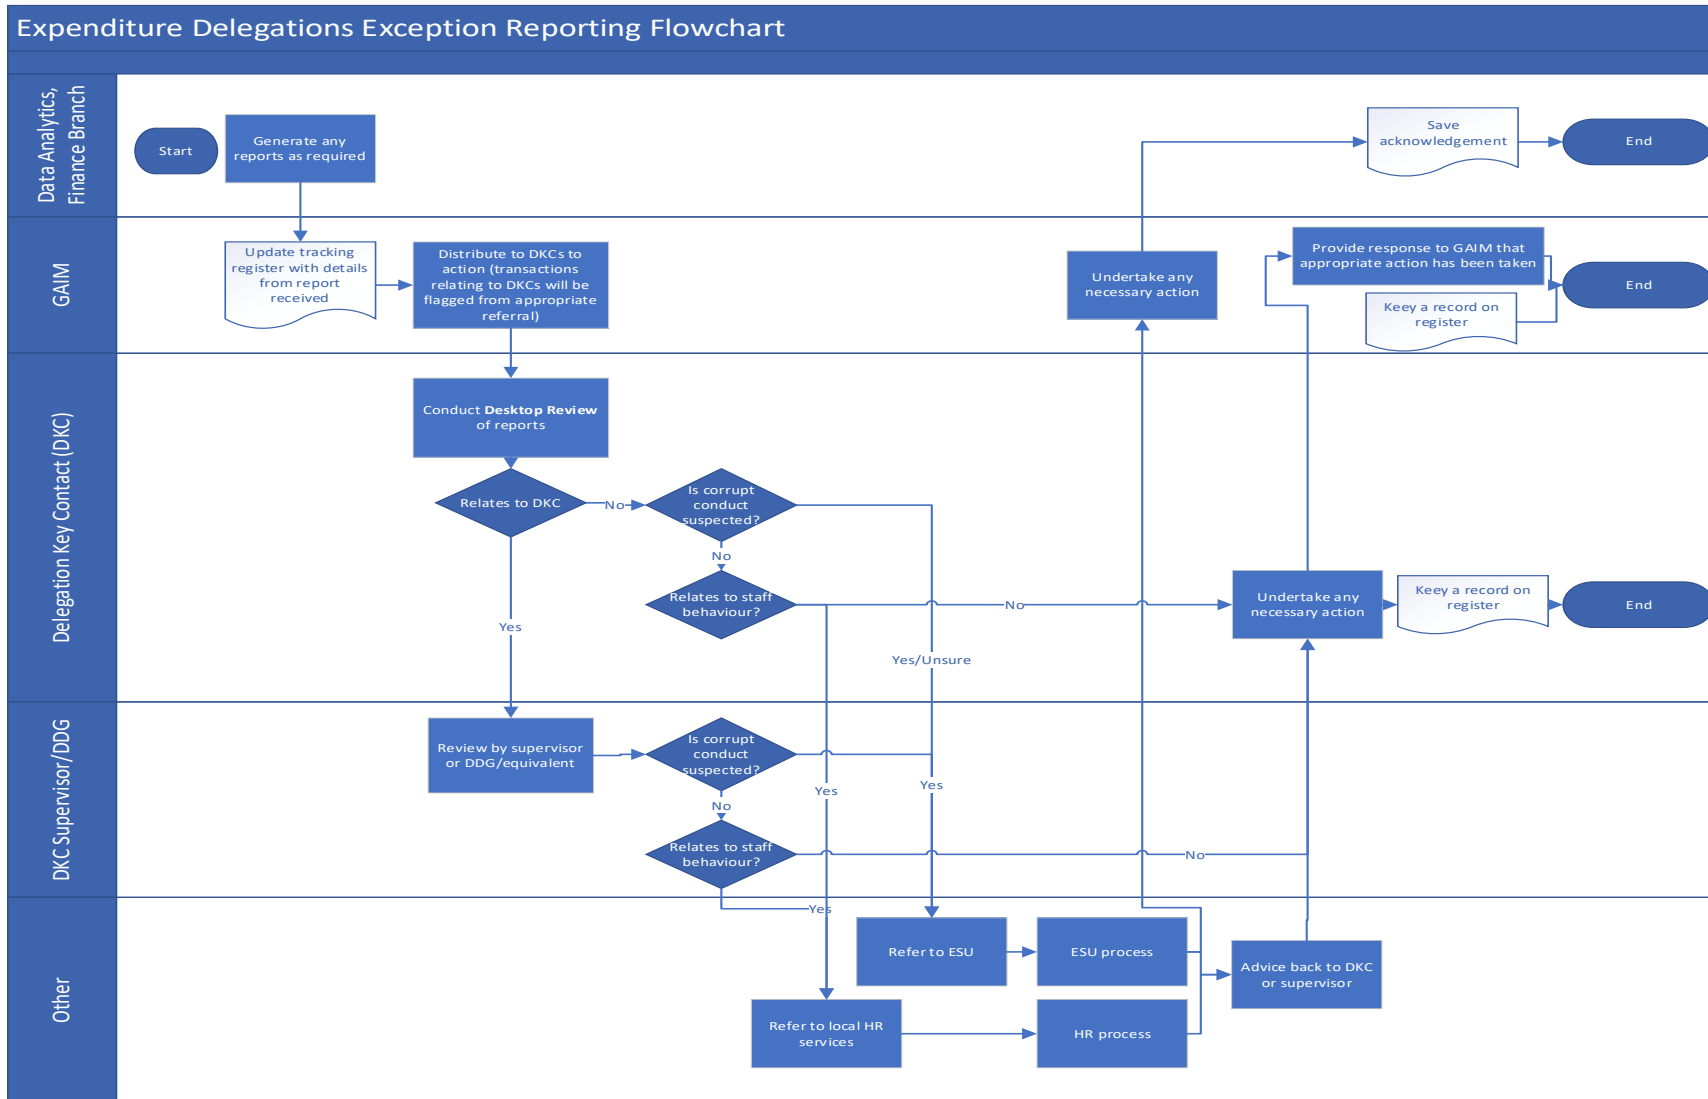 Expenditure Delegations Exception Reporting Flowchart
Data Analytics,
Finance Branch
Start
Generate any
reports as required
Save
acknowledgement
End
GAIM
Update tracking
register with details
from report
received
Distribute to DKCs to
action (transactions
relating to DKCs will be
flagged from appropriate
referral)
Undertake any
necessary action
Provide response to GAIM that
appropriate action has been taken
Keey a record on
register
End
Delegation Key Contact (DKC)
Conduct Desktop Review
of reports
Relates to DKC
No
Is corrupt
conduct
suspected?
No
Relates to staff
behaviour?
No
Undertake any
necessary action
Keey a record on
register
End
Yes
Yes/Unsure
DKC Supervisor/DDG
Review by supervisor
or DDG/equivalent
Is corrupt
conduct
suspected?
Yes
Yes
No
Relates to staff
behaviour?
No
Yes
Other
Refer to ESU
ESU process
Advice back to DKC
or supervisor
Refer to local HR
services
HR process